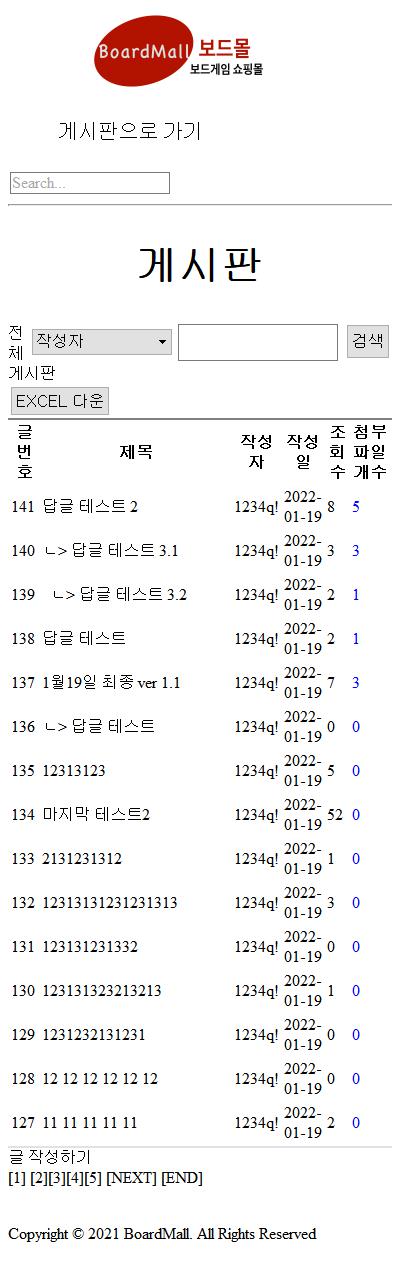 BoardMall 보드몰
보드게임 쇼핑몰
게시판으로 가기
Search...
게시판
전체 게시판 작성자 검색
EXCEL 다운
글번호 제목 작성자 작성일 조회수 첨부파일개수
141 답글 테스트 2 1234q! 2022-01-19 8 5
140 ㄴ> 답글 테스트 3.1 1234q! 2022-01-19 3 3
139 ㄴ> 답글 테스트 3.2 1234q! 2022-01-19 2 1
138 답글 테스트 1234q! 2022-01-19 2 1
137 1월19일 최종 ver 1.1 1234q! 2022-01-19 7 3
136 ㄴ> 답글 테스트 1234q! 2022-01-19 0 0
135 12313123 1234q! 2022-01-19 5 0
134 마지막 테스트2 1234q! 2022-01-19 52 0
133 2131231312 1234q! 2022-01-19 1 0
132 12313131231231313 1234q! 2022-01-19 3 0
131 123131231332 1234q! 2022-01-19 0 0
130 123131323213213 1234q! 2022-01-19 1 0
129 1231232131231 1234q! 2022-01-19 0 0
128 12 12 12 12 12 12 1234q! 2022-01-19 0 0
127 11 11 11 11 11 1234q! 2022-01-19 2 0
글 작성하기
[1] [2][3][4][5] [NEXT] [END]
Copyright © 2021 BoardMall. All Rights Reserved